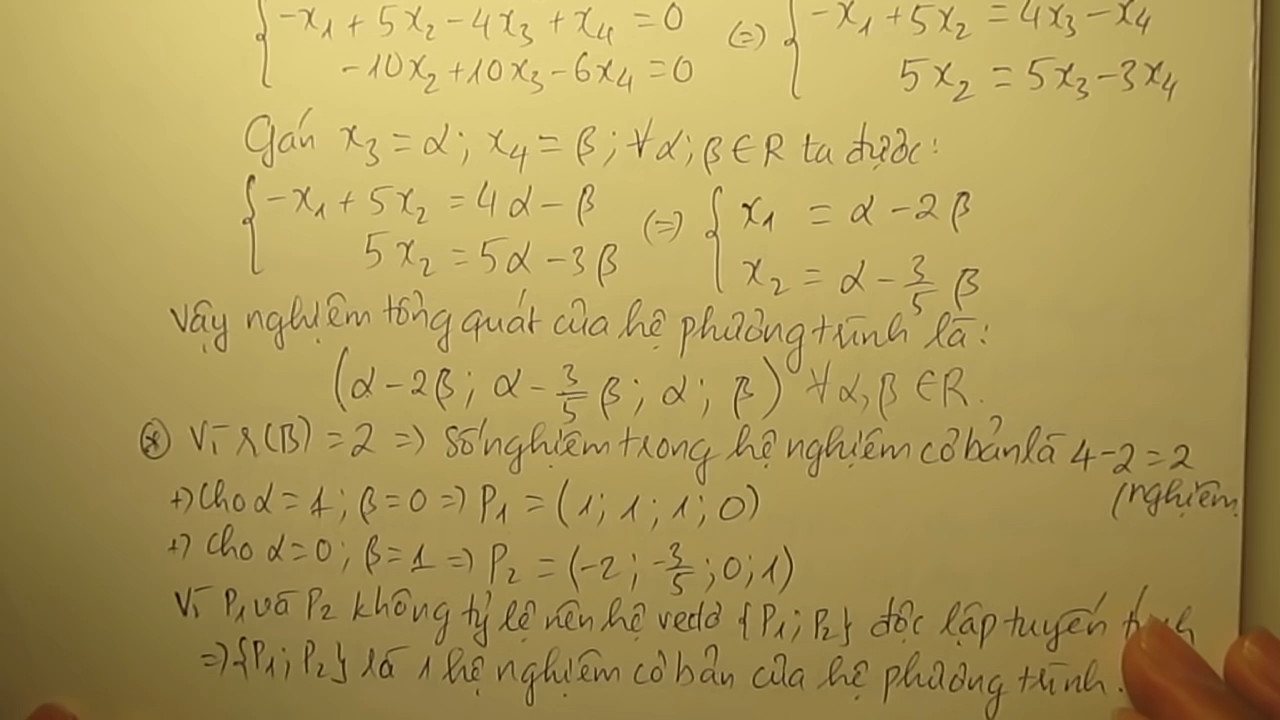 { -x₁ + 5x₂ - 4x₃ + x₄ = 0 (=) { -x₁ + 5x₂ = 4x₃ - x₄
-10x₂ + 10x₃ - 6x₄ = 0 5x₂ = 5x₃ - 3x₄
Gán x₃ = α; x₄ = β; ∀α; β ∈ R ta được:
{ -x₁ + 5x₂ = 4α - β (=) { x₁ = α - 2β
5x₂ = 5α - 3β x₂ = α - 3/5 β
Vậy nghiệm tổng quát của hệ phương trình là:
(α - 2β; α - 3/5 β; α; β) ∀α, β ∈ R.
(*) Vì r(B) = 2 => số nghiệm trong hệ nghiệm cơ bản là 4 - 2 = 2
(nghiệm
+) Cho α = 1; β = 0 => P₁ = (1; 1; 1; 0)
+) Cho α = 0; β = 1 => P₂ = (-2; -3/5; 0; 1)
Vì P₁ và P₂ không tỷ lệ nên hệ vectơ {P₁; P₂} độc lập tuyến tính
=> {P₁; P₂} là 1 hệ nghiệm cơ bản của hệ phương trình.